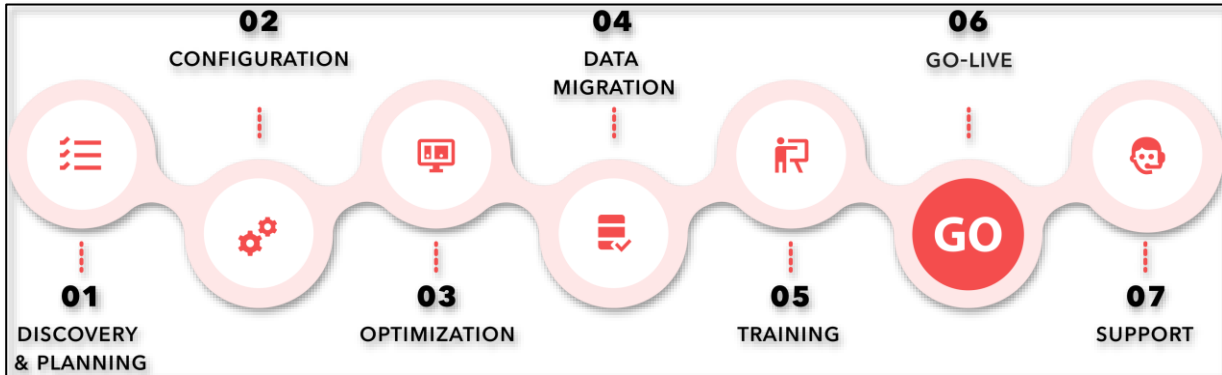 01
DISCOVERY
& PLANNING
02
CONFIGURATION
03
OPTIMIZATION
04
DATA
MIGRATION
05
TRAINING
06
GO-LIVE
GO
07
SUPPORT